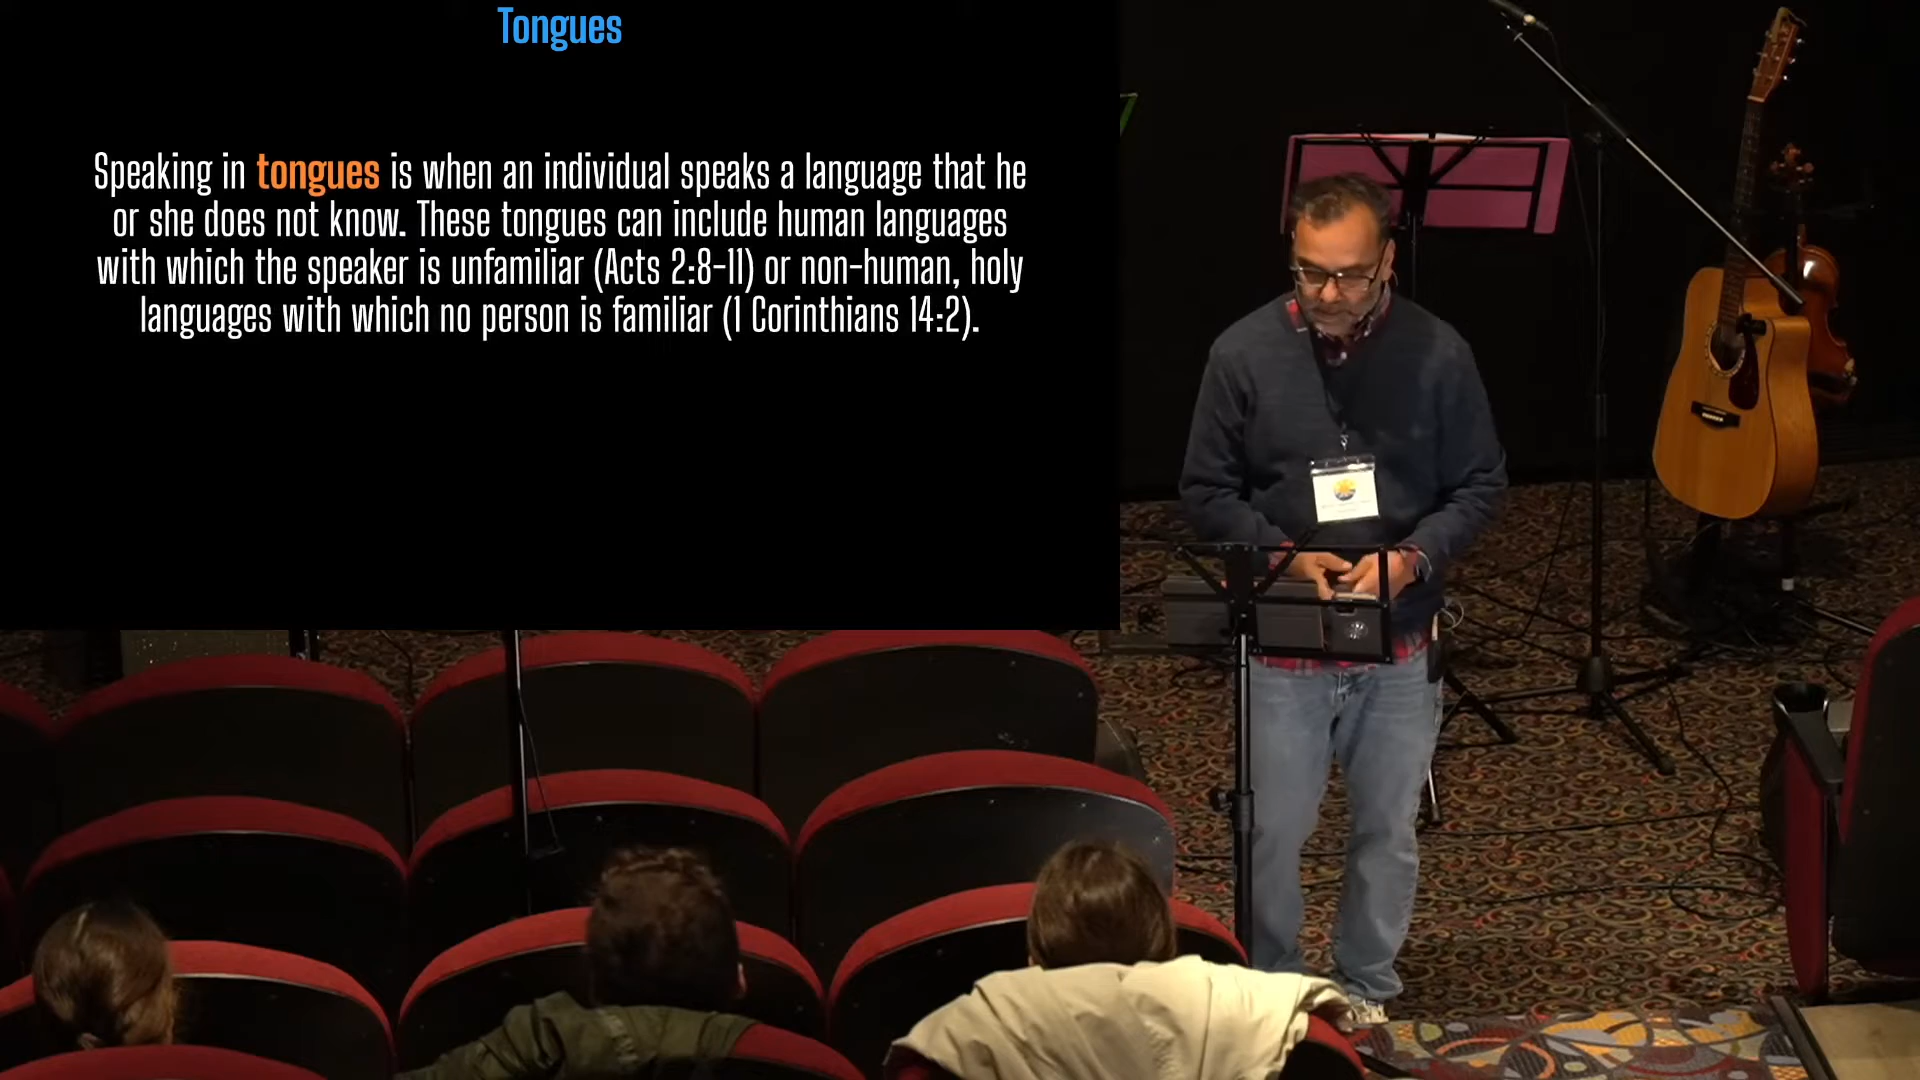 Tongues
Speaking in tongues is when an individual speaks a language that he
or she does not know. These tongues can include human languages
with which the speaker is unfamiliar (Acts 2:8-11) or non-human, holy
languages with which no person is familiar (1 Corinthians 14:2).